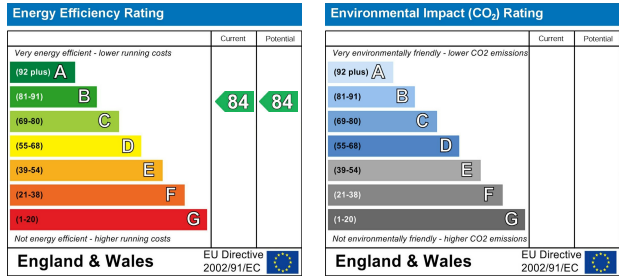 Energy Efficiency Rating
Current Potential
Very energy efficient - lower running costs
(92 plus) A
(81-91) B 84 84
(69-80) C
(55-68) D
(39-54) E
(21-38) F
(1-20) G
Not energy efficient - higher running costs
England & Wales
EU Directive
2002/91/EC
Environmental Impact (CO2) Rating
Current Potential
Very environmentally friendly - lower CO2 emissions
(92 plus) A
(81-91) B
(69-80) C
(55-68) D
(39-54) E
(21-38) F
(1-20) G
Not environmentally friendly - higher CO2 emissions
England & Wales
EU Directive
2002/91/EC